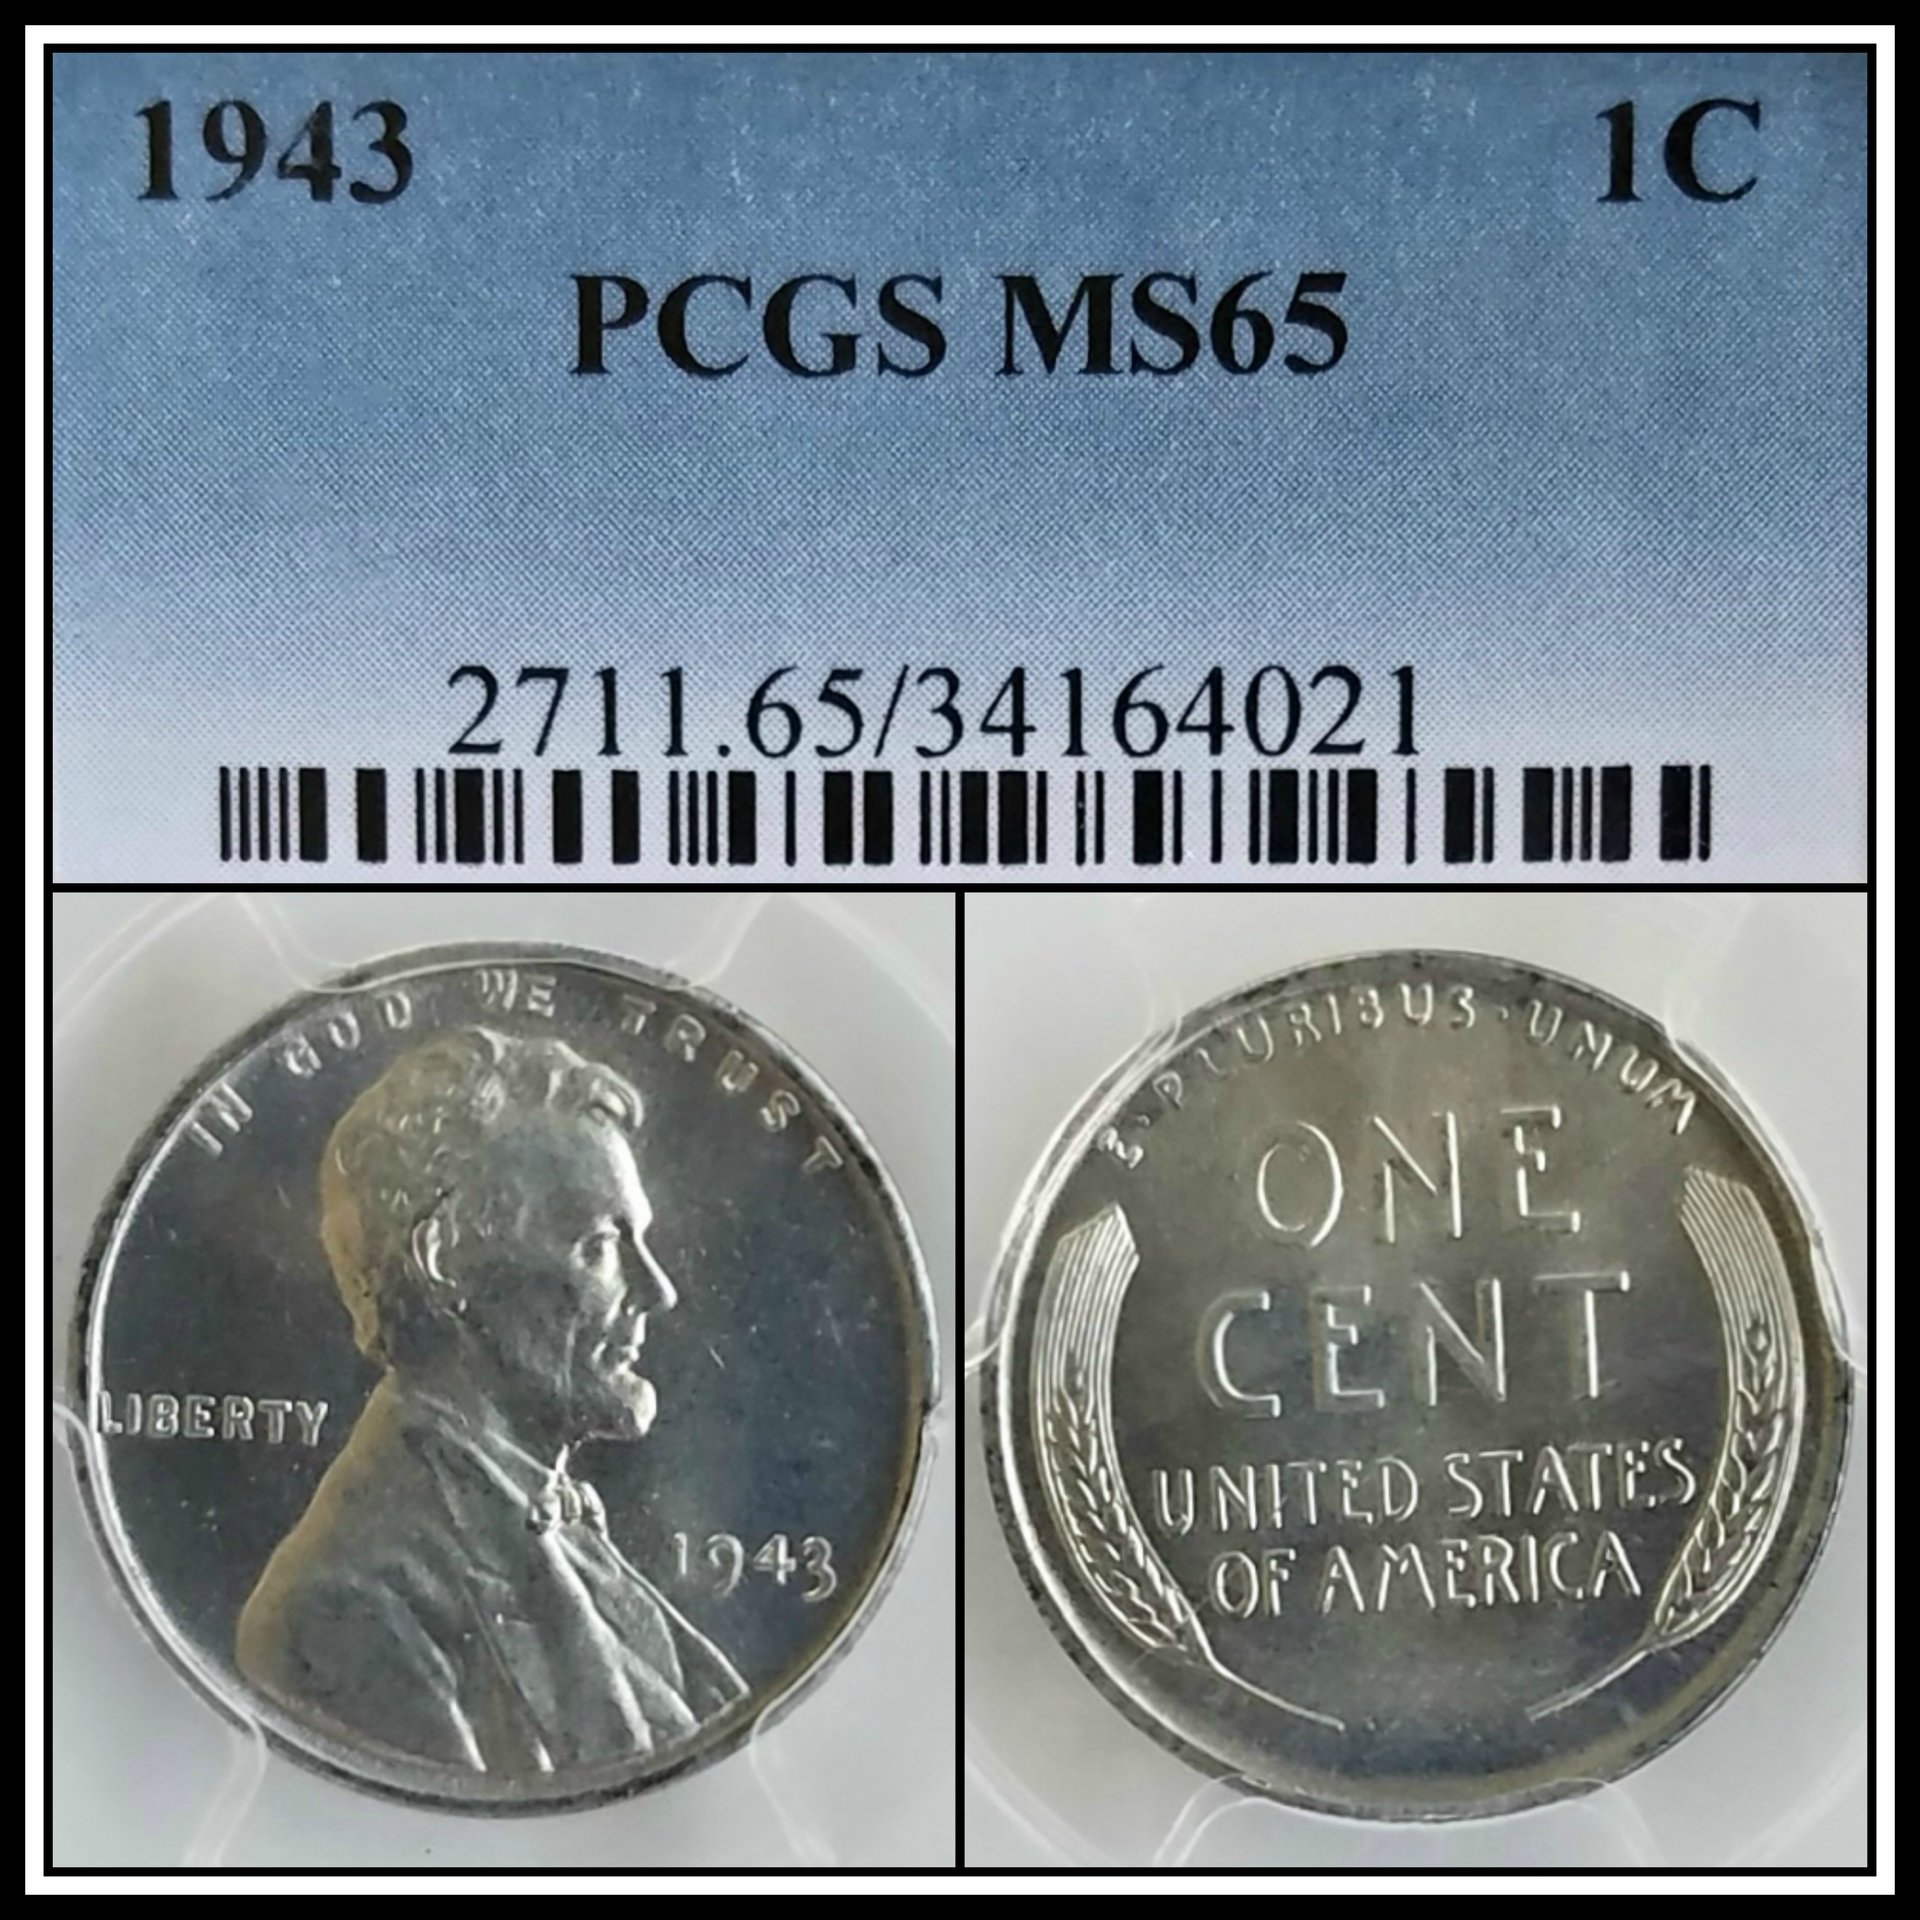 1943 1C
PCGS MS65
2711.65/34164021
IN GOD WE TRUST
LIBERTY
1943
E·PLURIBUS·UNUM
ONE
CENT
UNITED STATES
OF AMERICA